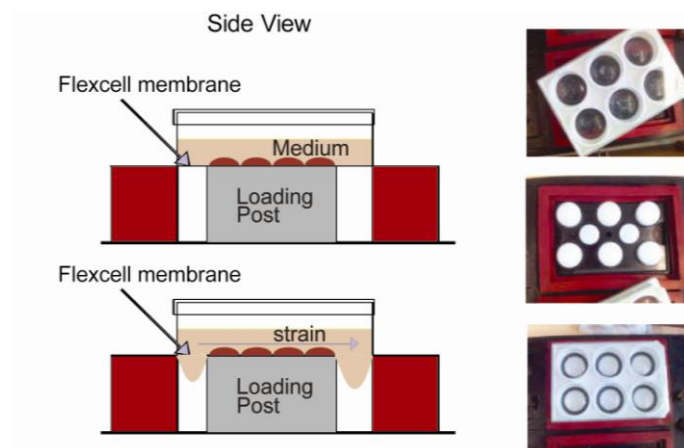 Side View
Flexcell membrane
Medium
Loading
Post
Flexcell membrane
strain
Loading
Post